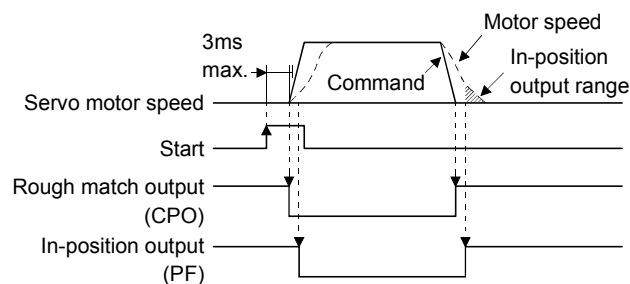 3ms
max.
Motor speed
In-position
output range
Command
Servo motor speed
Start
Rough match output
(CPO)
In-position output
(PF)